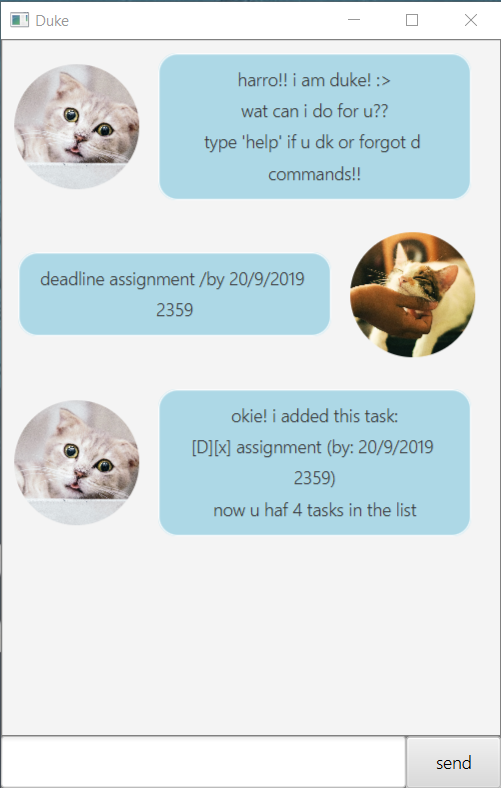 Duke
harro!! i am duke! :>
wat can i do for u??
type 'help' if u dk or forgot d
commands!!
deadline assignment /by 20/9/2019
2359
okie! i added this task:
[D][x] assignment (by: 20/9/2019
2359)
now u haf 4 tasks in the list
send